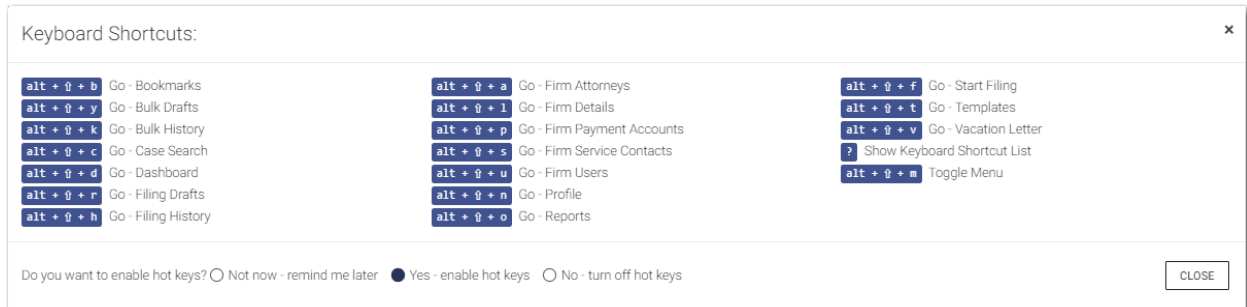 Keyboard Shortcuts:
×
alt + ⇧ + b Go - Bookmarks
alt + ⇧ + y Go - Bulk Drafts
alt + ⇧ + k Go - Bulk History
alt + ⇧ + c Go - Case Search
alt + ⇧ + d Go - Dashboard
alt + ⇧ + r Go - Filing Drafts
alt + ⇧ + h Go - Filing History
alt + ⇧ + a Go - Firm Attorneys
alt + ⇧ + l Go - Firm Details
alt + ⇧ + p Go - Firm Payment Accounts
alt + ⇧ + s Go - Firm Service Contacts
alt + ⇧ + u Go - Firm Users
alt + ⇧ + n Go - Profile
alt + ⇧ + o Go - Reports
alt + ⇧ + f Go - Start Filing
alt + ⇧ + t Go - Templates
alt + ⇧ + v Go - Vacation Letter
? Show Keyboard Shortcut List
alt + ⇧ + m Toggle Menu
Do you want to enable hot keys? Not now - remind me later Yes - enable hot keys No - turn off hot keys
CLOSE